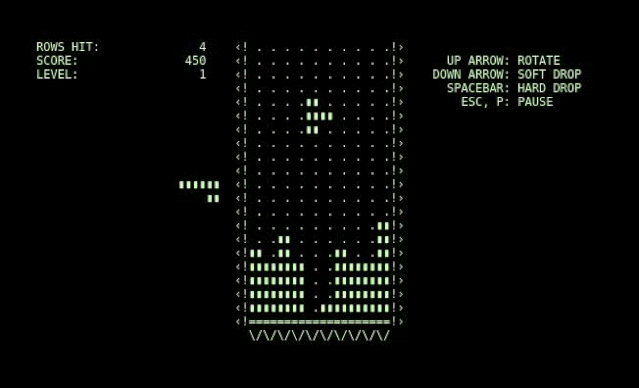 ROWS HIT: 4
SCORE: 450
LEVEL: 1
UP ARROW: ROTATE
DOWN ARROW: SOFT DROP
SPACEBAR: HARD DROP
ESC, P: PAUSE